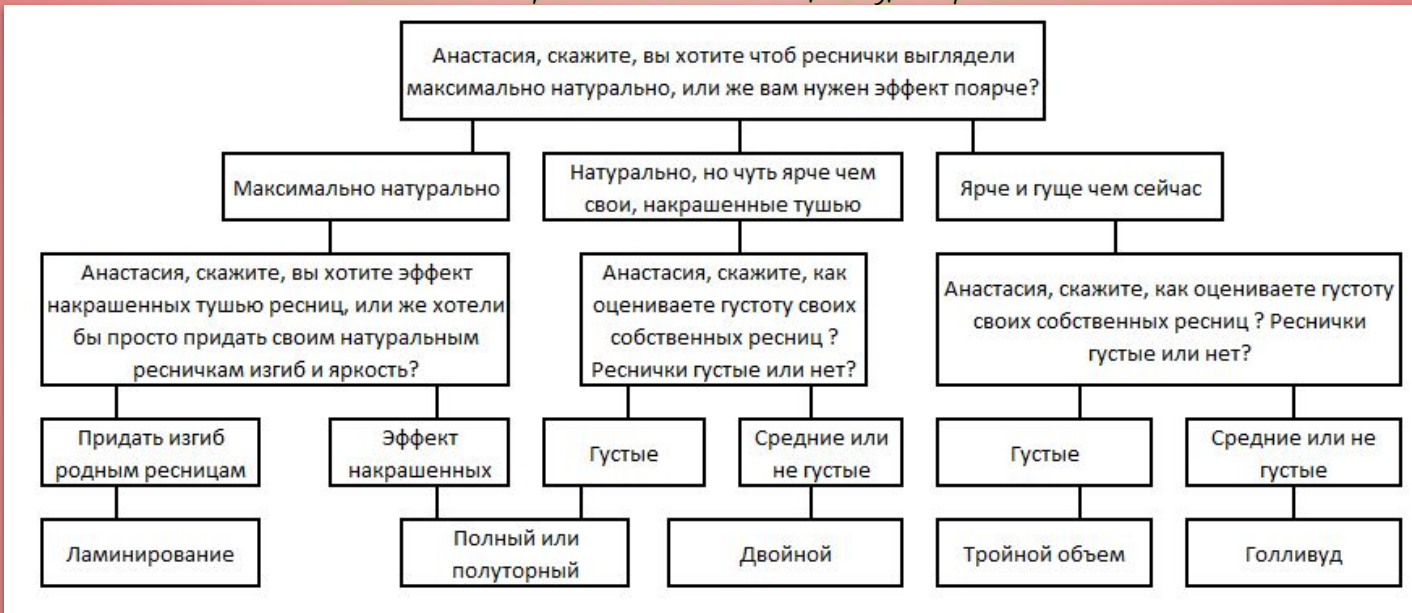 Анастасия, скажите, вы хотите чтоб реснички выглядели
максимально натурально, или же вам нужен эффект поярче?
Максимально натурально
Натурально, но чуть ярче чем
свои, накрашенные тушью
Ярче и гуще чем сейчас
Анастасия, скажите, вы хотите эффект
накрашенных тушью ресниц, или же хотели
бы просто придать своим натуральным
ресничкам изгиб и яркость?
Анастасия, скажите, как
оцениваете густоту своих
собственных ресниц ?
Реснички густые или нет?
Анастасия, скажите, как оцениваете густоту
своих собственных ресниц ? Реснички
густые или нет?
Придать изгиб
родным ресницам
Эффект
накрашенных
Густые
Средние или
не густые
Густые
Средние или не
густые
Ламинирование
Полный или
полуторный
Двойной
Тройной объем
Голливуд